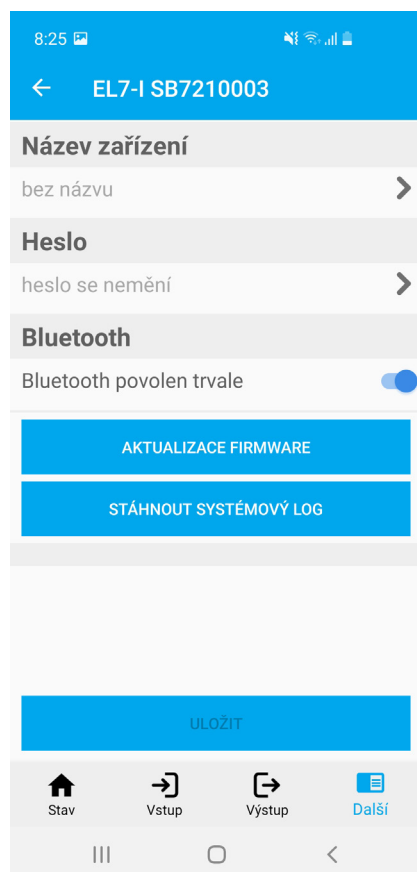 8:25
EL7-I SB7210003
Název zařízení
bez názvu
Heslo
heslo se nemění
Bluetooth
Bluetooth povolen trvale
AKTUALIZACE FIRMWARE
STÁHNOUT SYSTÉMOVÝ LOG
ULOŽIT
Stav Vstup Výstup Další